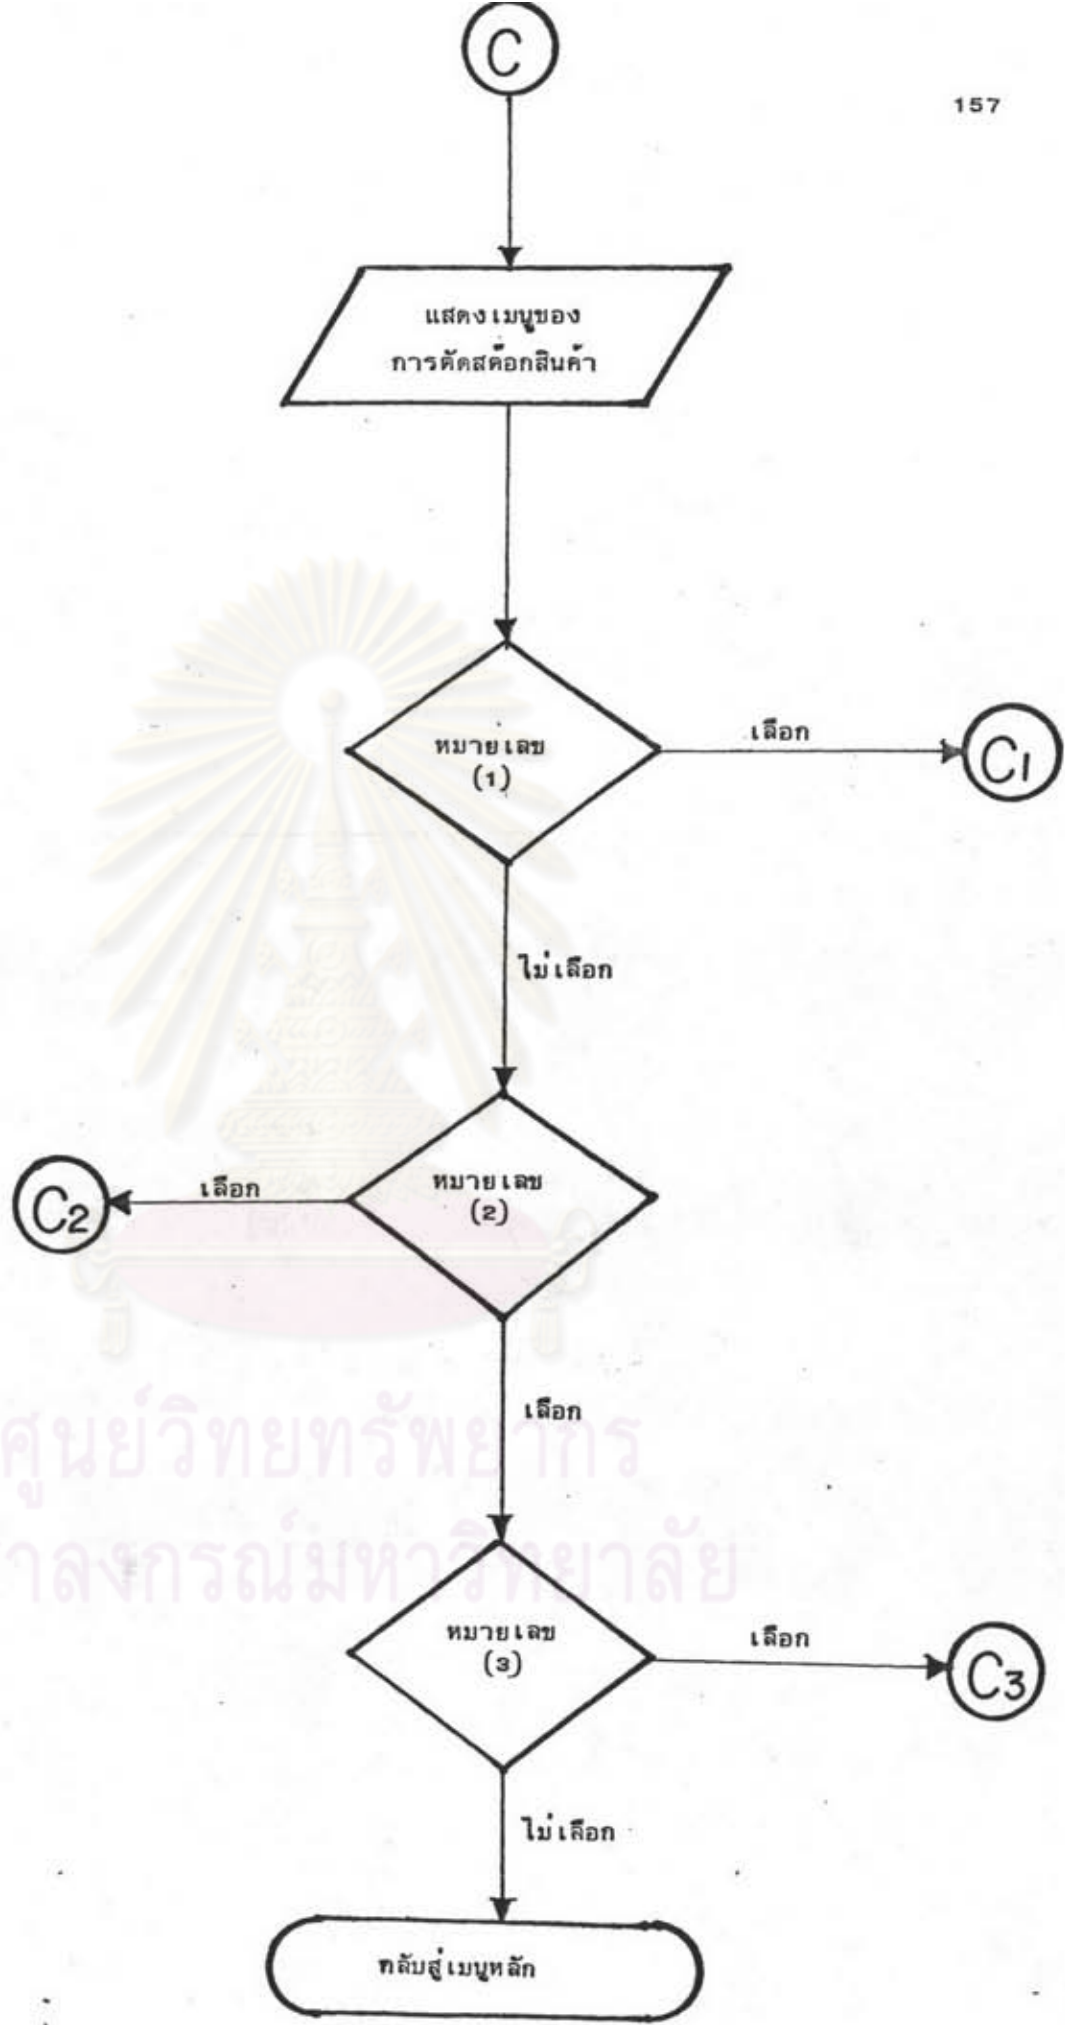 C
157
แสดงเมนูของ
การตัดสต๊อกสินค้า
หมายเลข
(1)
เลือก
C1
ไม่เลือก
หมายเลข
(2)
เลือก
C2
เลือก
ศูนย์วิทยทรัพยากร
าลงกรณ์มหาวิทยาลัย
หมายเลข
(3)
เลือก
C3
ไม่เลือก
กลับสู่เมนูหลัก